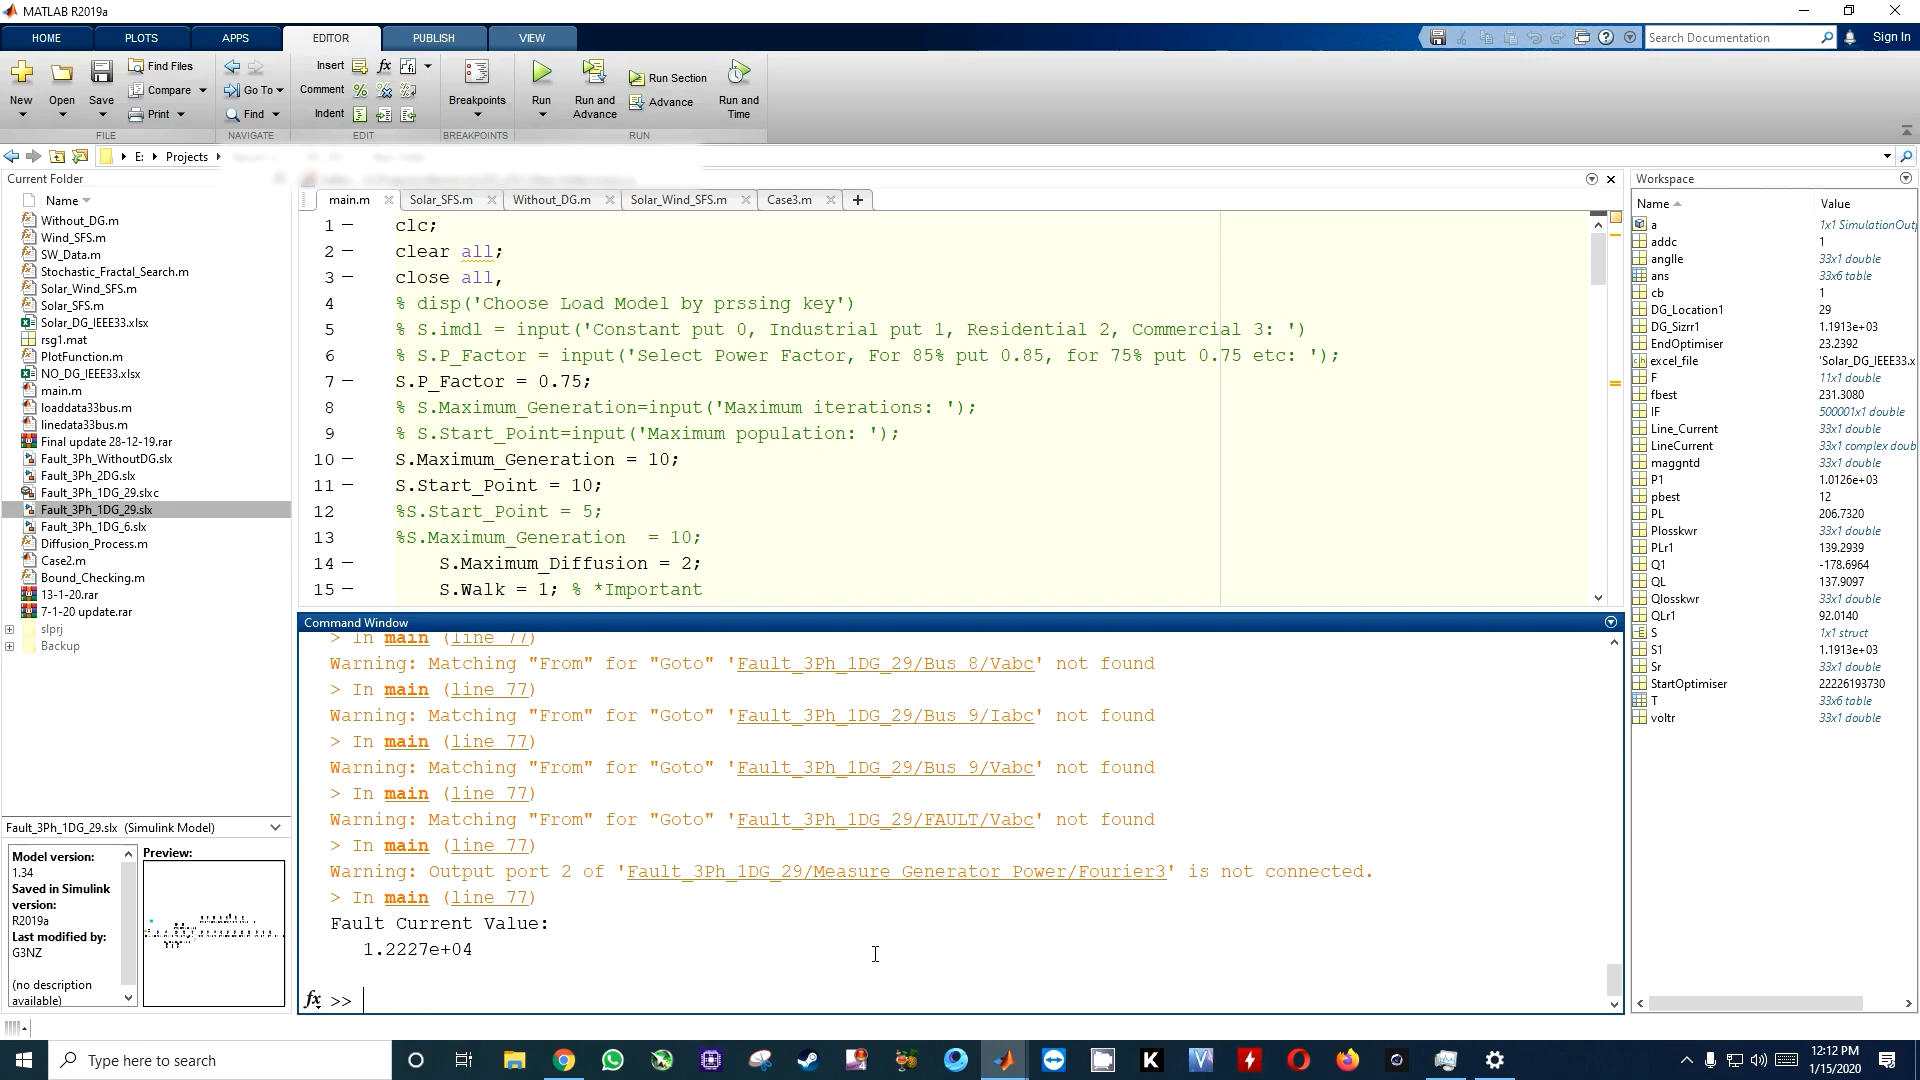 MATLAB R2019a
HOME PLOTS APPS EDITOR PUBLISH VIEW
Search Documentation Sign In
New Open Save Find Files Compare Print
Go To Find
Insert Comment Indent
Breakpoints
Run Run and Advance Run Section Advance Run and Time
FILE NAVIGATE EDIT BREAKPOINTS RUN
E: Projects
Current Folder
Name
Without_DG.m
Wind_SFS.m
SW_Data.m
Stochastic_Fractal_Search.m
Solar_Wind_SFS.m
Solar_SFS.m
Solar_DG_IEEE33.xlsx
rsg1.mat
PlotFunction.m
NO_DG_IEEE33.xlsx
main.m
loaddata33bus.m
linedata33bus.m
Final update 28-12-19.rar
Fault_3Ph_WithoutDG.slx
Fault_3Ph_2DG.slx
Fault_3Ph_1DG_29.slxc
Fault_3Ph_1DG_29.slx
Fault_3Ph_1DG_6.slx
Diffusion_Process.m
Case2.m
Bound_Checking.m
13-1-20.rar
7-1-20 update.rar
slprj
Backup
Fault_3Ph_1DG_29.slx (Simulink Model)
Model version:
1.34
Saved in Simulink
version:
R2019a
Last modified by:
G3NZ
(no description
available)
Preview:
main.m Solar_SFS.m Without_DG.m Solar_Wind_SFS.m Case3.m
1 clc;
2 clear all;
3 close all,
4 % disp('Choose Load Model by prssing key')
5 % S.imdl = input('Constant put 0, Industrial put 1, Residential 2, Commercial 3: ')
6 % S.P_Factor = input('Select Power Factor, For 85% put 0.85, for 75% put 0.75 etc: ');
7 S.P_Factor = 0.75;
8 % S.Maximum_Generation=input('Maximum iterations: ');
9 % S.Start_Point=input('Maximum population: ');
10 S.Maximum_Generation = 10;
11 S.Start_Point = 10;
12 %S.Start_Point = 5;
13 %S.Maximum_Generation = 10;
14 S.Maximum_Diffusion = 2;
15 S.Walk = 1; % *Important
Command Window
> In main (line 77)
Warning: Matching "From" for "Goto" 'Fault_3Ph_1DG_29/Bus 8/Vabc' not found
> In main (line 77)
Warning: Matching "From" for "Goto" 'Fault_3Ph_1DG_29/Bus 9/Iabc' not found
> In main (line 77)
Warning: Matching "From" for "Goto" 'Fault_3Ph_1DG_29/Bus 9/Vabc' not found
> In main (line 77)
Warning: Matching "From" for "Goto" 'Fault_3Ph_1DG_29/FAULT/Vabc' not found
> In main (line 77)
Warning: Output port 2 of 'Fault_3Ph_1DG_29/Measure Generator Power/Fourier3' is not connected.
> In main (line 77)
Fault Current Value:
1.2227e+04
fx >>
Workspace
Name Value
a 1x1 SimulationOutp
addc 1
anglle 33x1 double
ans 33x6 table
cb 1
DG_Location1 29
DG_Sizrr1 1.1913e+03
EndOptimiser 23.2392
excel_file 'Solar_DG_IEEE33.x
F 11x1 double
fbest 231.3080
IF 500001x1 double
Line_Current 33x1 double
LineCurrent 33x1 complex doub
maggntd 33x1 double
P1 1.0126e+03
pbest 12
PL 206.7320
Plosskwr 33x1 double
PLr1 139.2939
Q1 -178.6964
QL 137.9097
Qlosskwr 33x1 double
QLr1 92.0140
S 1x1 struct
S1 1.1913e+03
Sr 33x1 double
StartOptimiser 22226193730
T 33x6 table
voltr 33x1 double
Type here to search
12:12 PM
1/15/2020